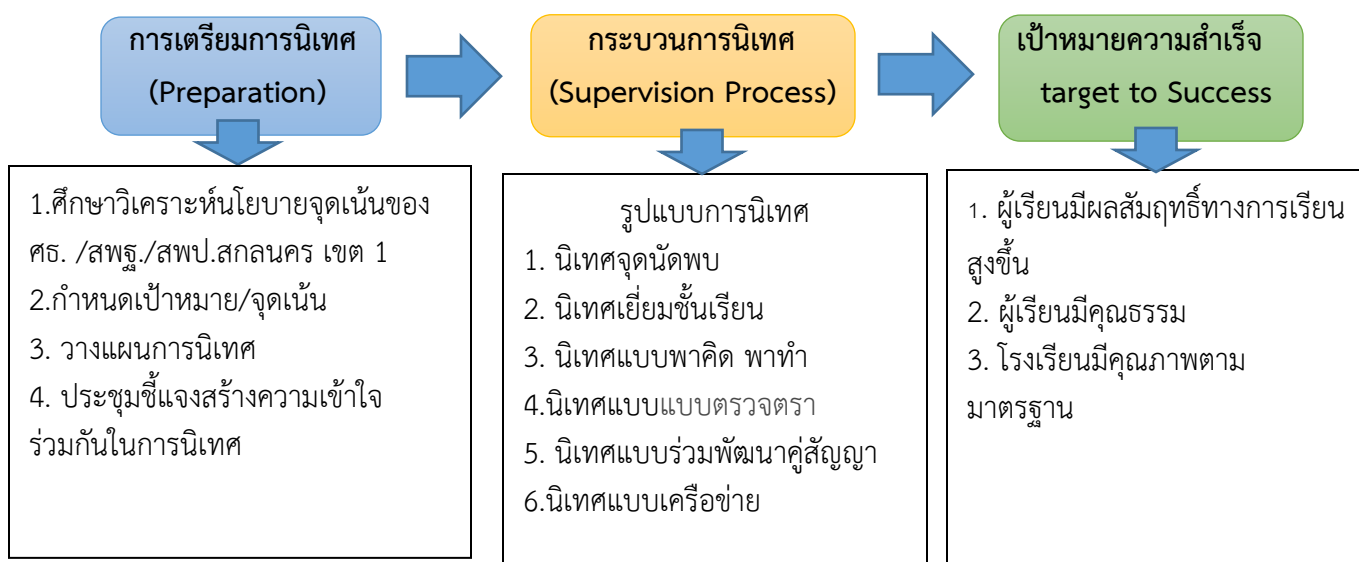 การเตรียมการนิเทศ
(Preparation)
กระบวนการนิเทศ
(Supervision Process)
เป้าหมายความสำเร็จ
target to Success
1.ศึกษาวิเคราะห์นโยบายจุดเน้นของ
ศธ. /สพฐ./สพป.สกลนคร เขต 1
2.กำหนดเป้าหมาย/จุดเน้น
3. วางแผนการนิเทศ
4. ประชุมชี้แจงสร้างความเข้าใจ
ร่วมกันในการนิเทศ
รูปแบบการนิเทศ
1. นิเทศจุดนัดพบ
2. นิเทศเยี่ยมชั้นเรียน
3. นิเทศแบบพาคิด พาทำ
4.นิเทศแบบแบบตรวจตรา
5. นิเทศแบบร่วมพัฒนาคู่สัญญา
6.นิเทศแบบเครือข่าย
1. ผู้เรียนมีผลสัมฤทธิ์ทางการเรียน
สูงขึ้น
2. ผู้เรียนมีคุณธรรม
3. โรงเรียนมีคุณภาพตาม
มาตรฐาน